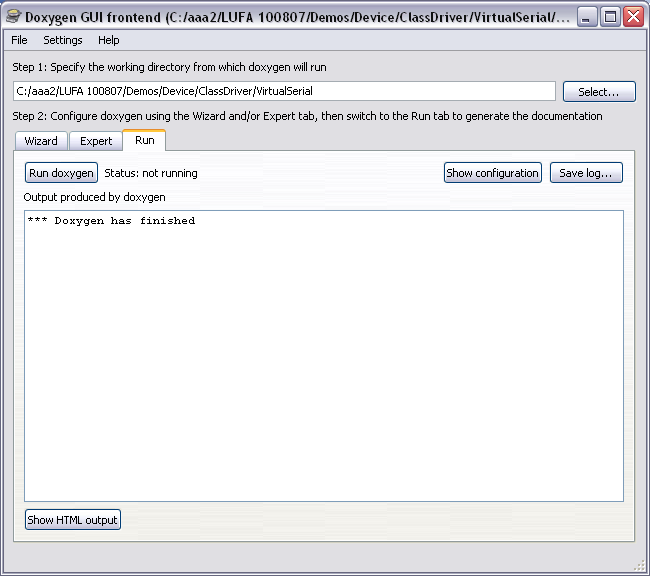 Doxygen GUI frontend (C:/aaa2/LUFA 100807/Demos/Device/ClassDriver/VirtualSerial/...
File Settings Help
Step 1: Specify the working directory from which doxygen will run
C:/aaa2/LUFA 100807/Demos/Device/ClassDriver/VirtualSerial Select...
Step 2: Configure doxygen using the Wizard and/or Expert tab, then switch to the Run tab to generate the documentation
Wizard Expert Run
Run doxygen Status: not running Show configuration Save log...
Output produced by doxygen
*** Doxygen has finished
Show HTML output